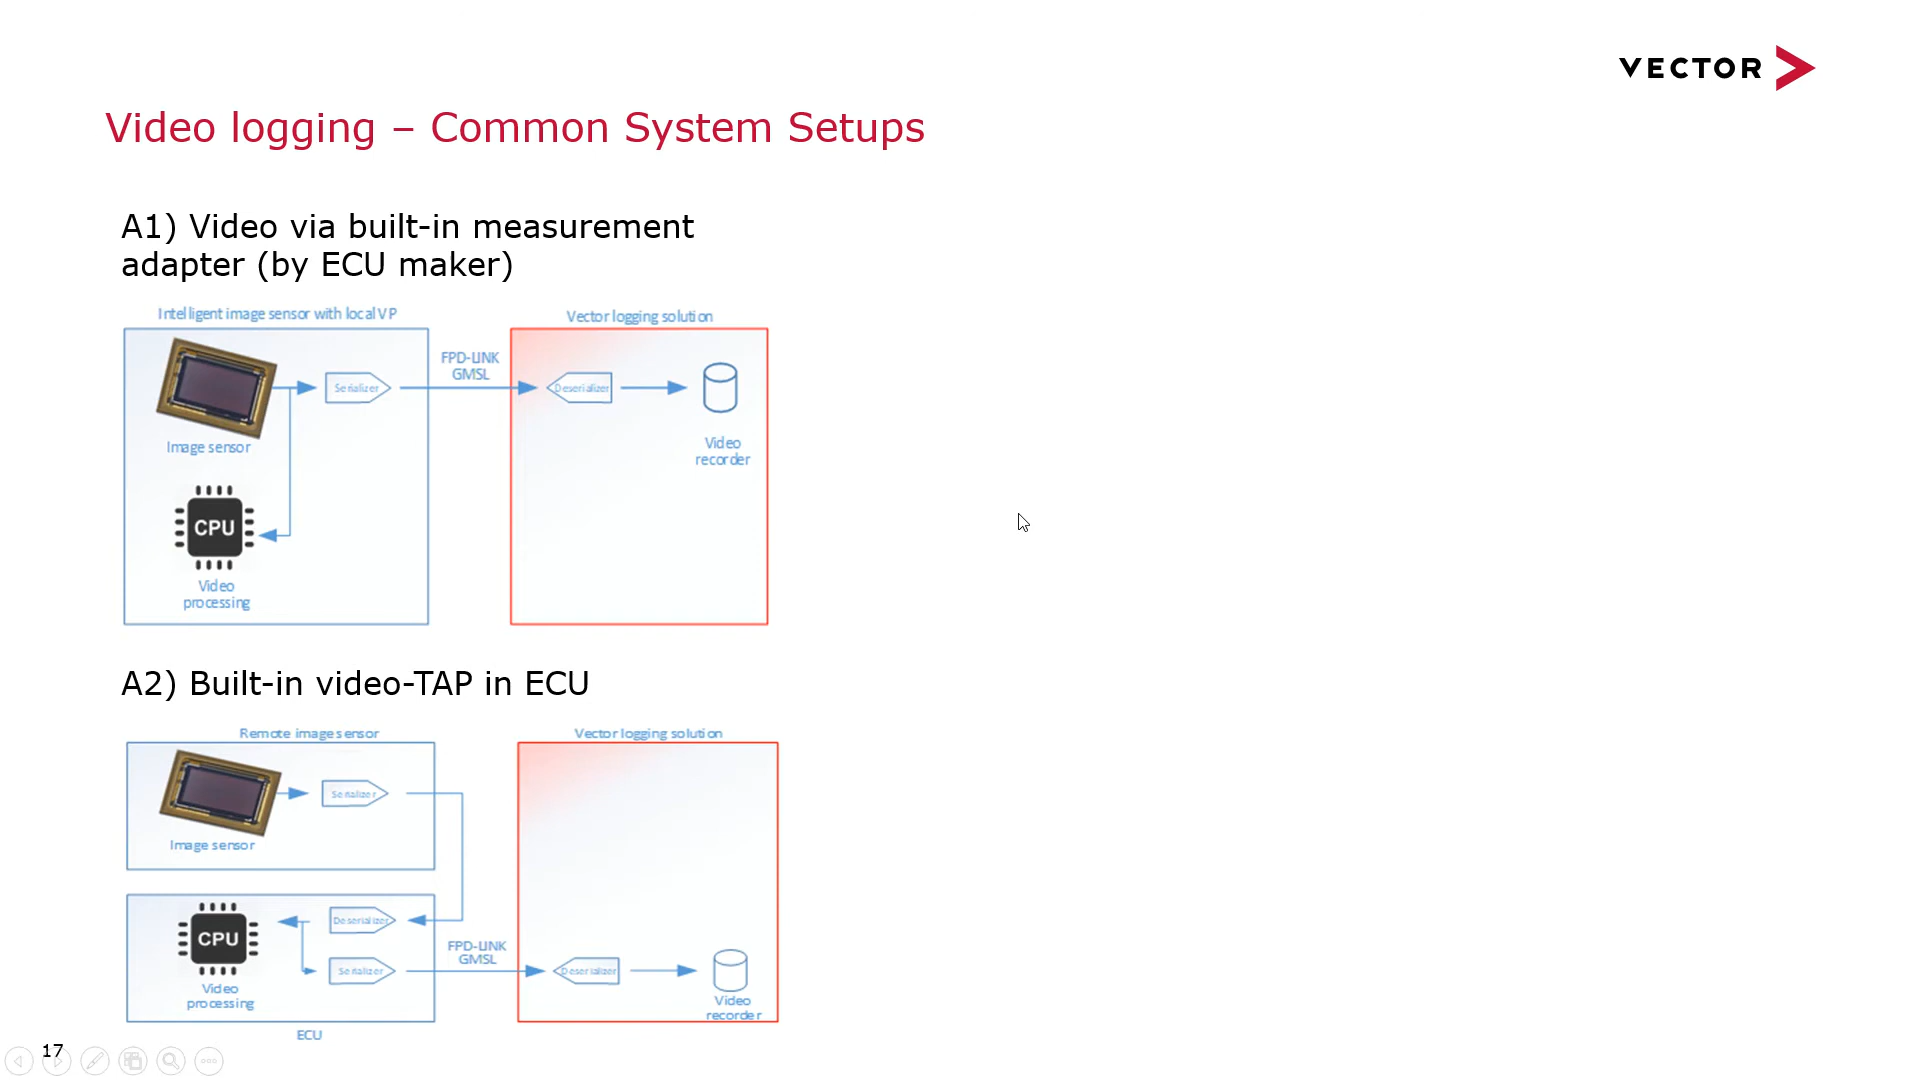 VECTOR
Video logging – Common System Setups
A1) Video via built-in measurement
adapter (by ECU maker)
Intelligent image sensor with local VP
Vector logging solution
FPD-LINK
GMSL
Serializer
Deserializer
Image sensor
Video
recorder
CPU
Video
processing
A2) Built-in video-TAP in ECU
Remote image sensor
Vector logging solution
Serializer
Image sensor
CPU
Deserializer
FPD-LINK
GMSL
Serializer
Deserializer
Video
processing
Video
recorder
ECU
17